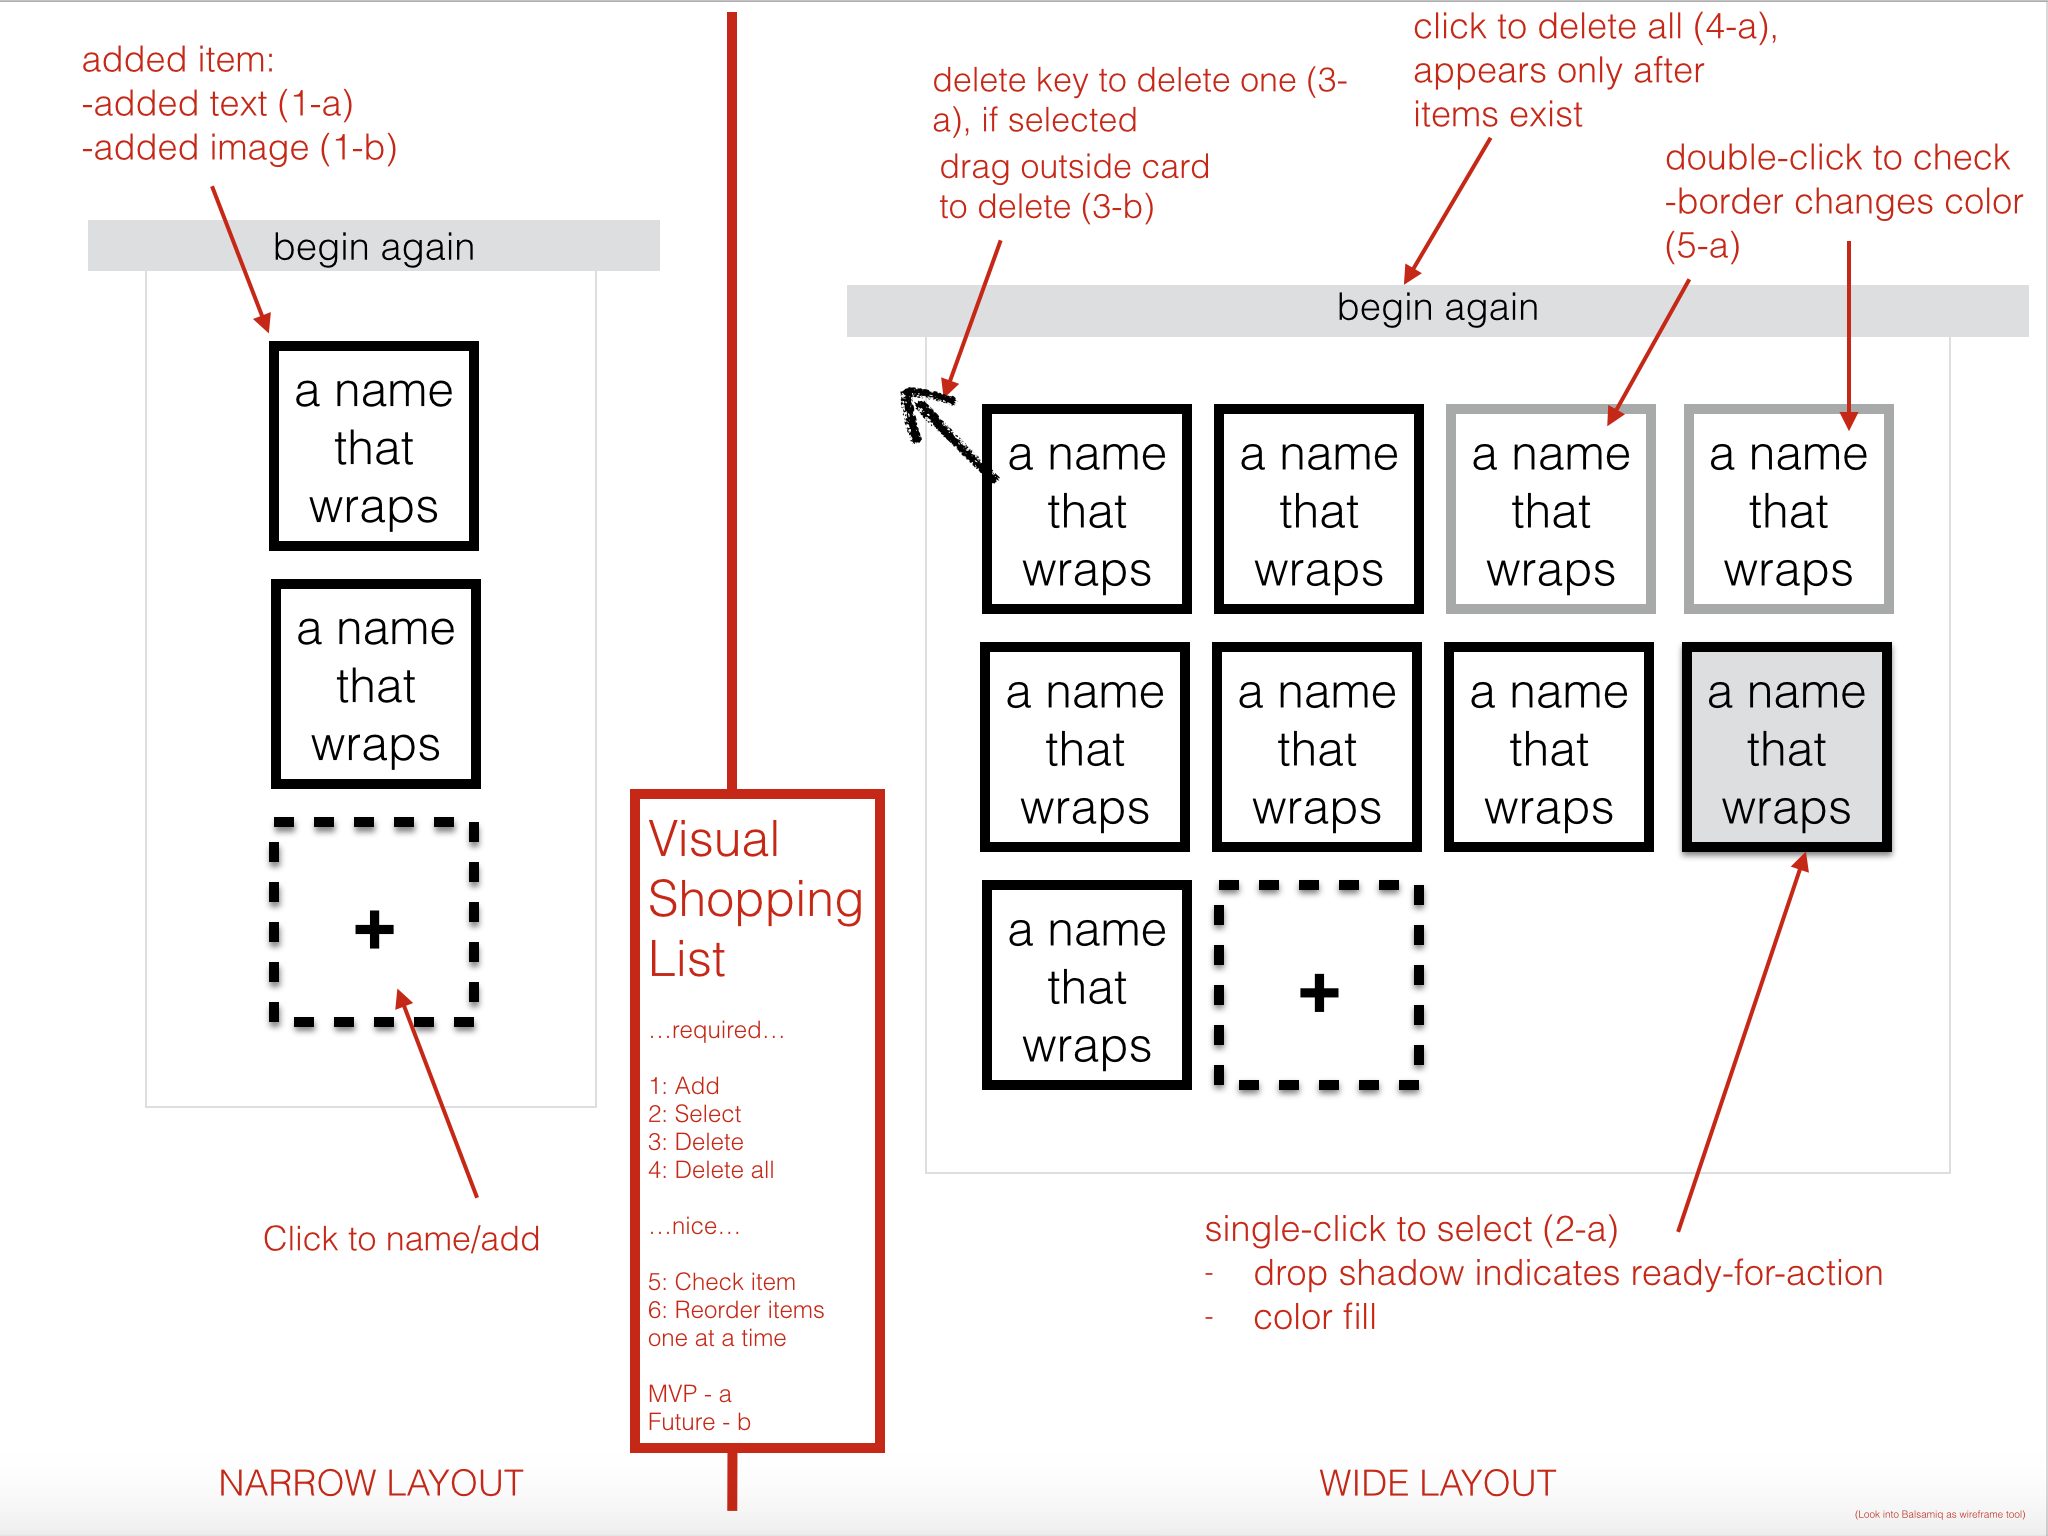 added item:
-added text (1-a)
-added image (1-b)
begin again
a name
that
wraps
a name
that
wraps
+
Click to name/add
NARROW LAYOUT
Visual
Shopping
List
...required...
1: Add
2: Select
3: Delete
4: Delete all
...nice...
5: Check item
6: Reorder items
one at a time
MVP - a
Future - b
delete key to delete one (3-
a), if selected
drag outside card
to delete (3-b)
click to delete all (4-a),
appears only after
items exist
double-click to check
-border changes color
(5-a)
begin again
a name
that
wraps
a name
that
wraps
a name
that
wraps
a name
that
wraps
a name
that
wraps
a name
that
wraps
a name
that
wraps
a name
that
wraps
a name
that
wraps
+
single-click to select (2-a)
- drop shadow indicates ready-for-action
- color fill
WIDE LAYOUT
(Look into Balsamiq as wireframe tool)